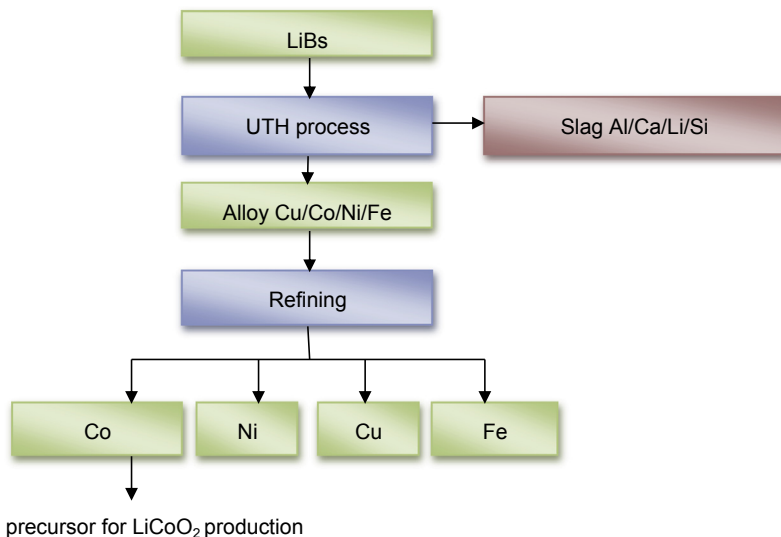 LiBs
UTH process
Slag Al/Ca/Li/Si
Alloy Cu/Co/Ni/Fe
Refining
Co
Ni
Cu
Fe
precursor for LiCoO₂ production